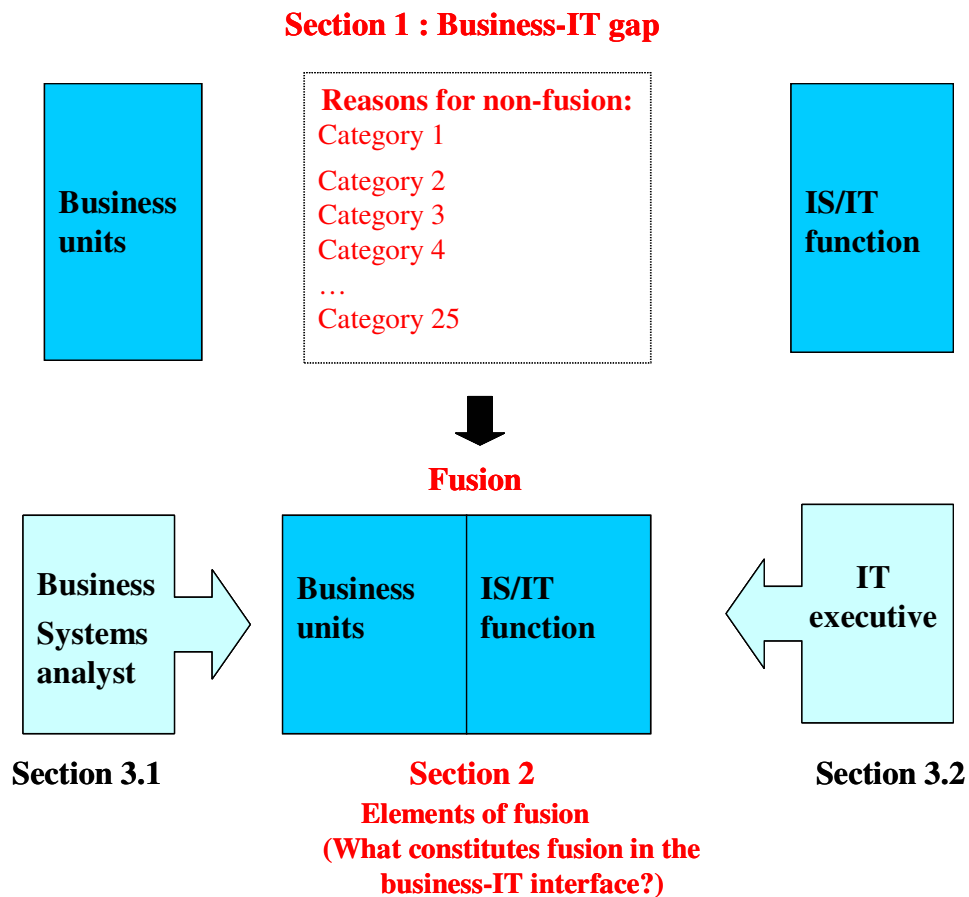 Section 1 : Business-IT gap
Business
units
Reasons for non-fusion:
Category 1
Category 2
Category 3
Category 4
…
Category 25
IS/IT
function
Fusion
Business
Systems
analyst
Business
units
IS/IT
function
IT
executive
Section 3.1
Section 2
Section 3.2
Elements of fusion
(What constitutes fusion in the
business-IT interface?)